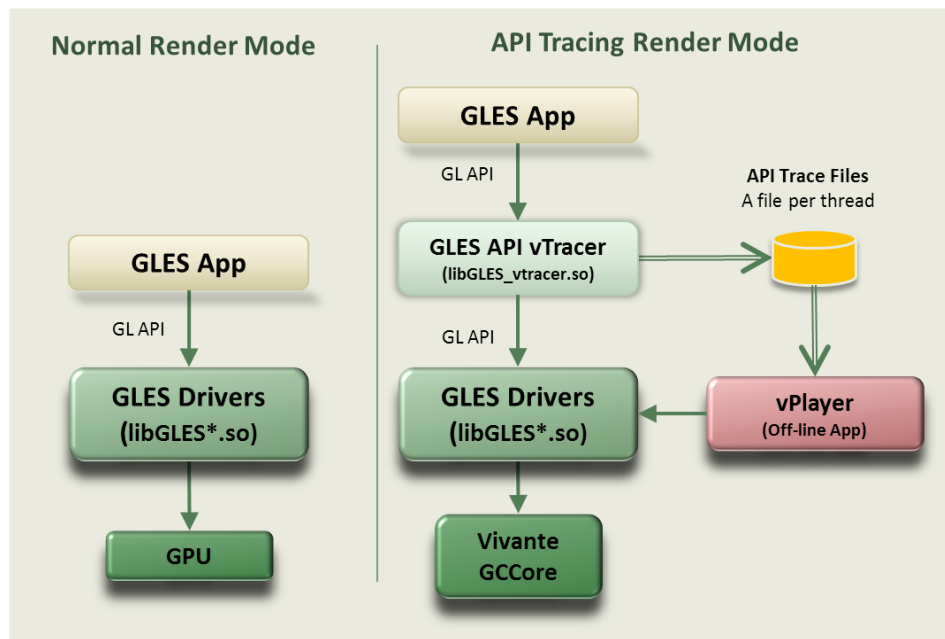 Normal Render Mode
GLES App
GL API
GLES Drivers
(libGLES*.so)
GPU
API Tracing Render Mode
GLES App
GL API
GLES API vTracer
(libGLES_vtracer.so)
API Trace Files
A file per thread
GL API
GLES Drivers
(libGLES*.so)
vPlayer
(Off-line App)
Vivante
GCCore